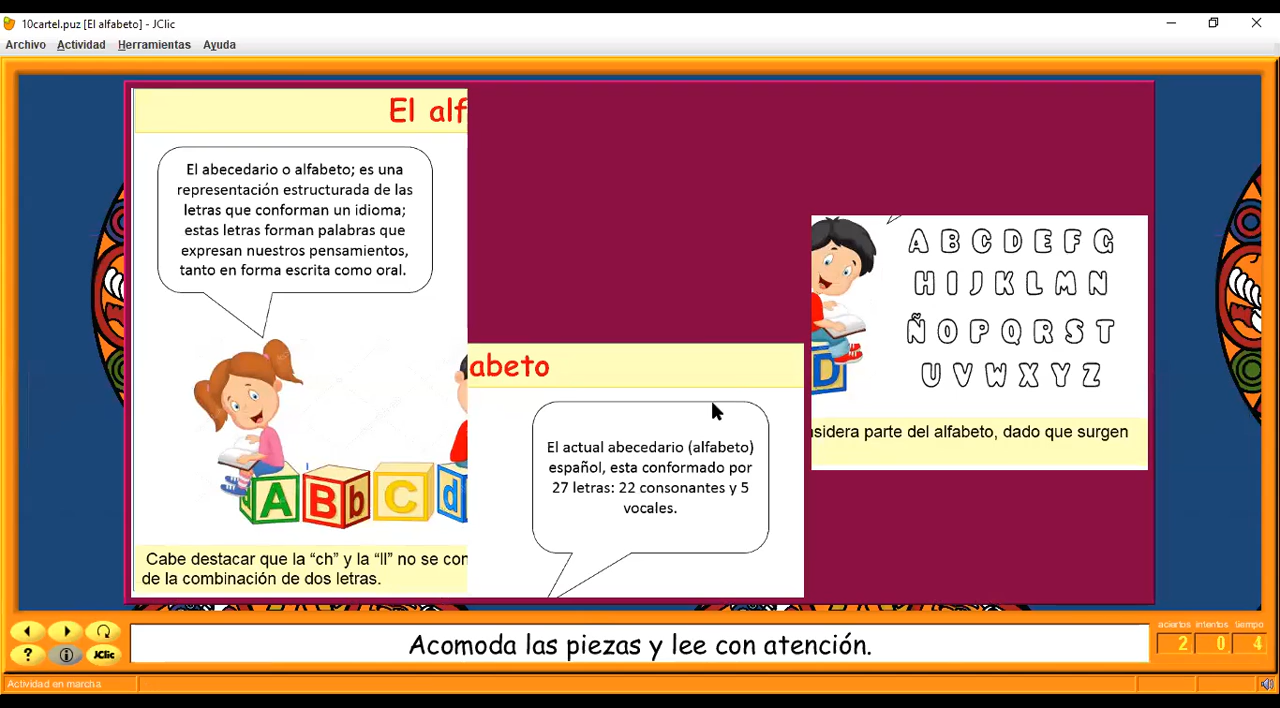 10cartel.puz [El alfabeto] - JClic
Archivo Actividad Herramientas Ayuda
El alf
El abecedario o alfabeto; es una
representación estructurada de las
letras que conforman un idioma;
estas letras forman palabras que
expresan nuestros pensamientos,
tanto en forma escrita como oral.
A B b C d
Cabe destacar que la “ch” y la “ll” no se con
de la combinación de dos letras.
abeto
El actual abecedario (alfabeto)
español, esta conformado por
27 letras: 22 consonantes y 5
vocales.
A B C D E F G
H I J K L M N
Ñ O P Q R S T
U V W X Y Z
D
nsidera parte del alfabeto, dado que surgen
? i JClic
Acomoda las piezas y lee con atención.
aciertos intentos tiempo
2 0 4
Actividad en marcha